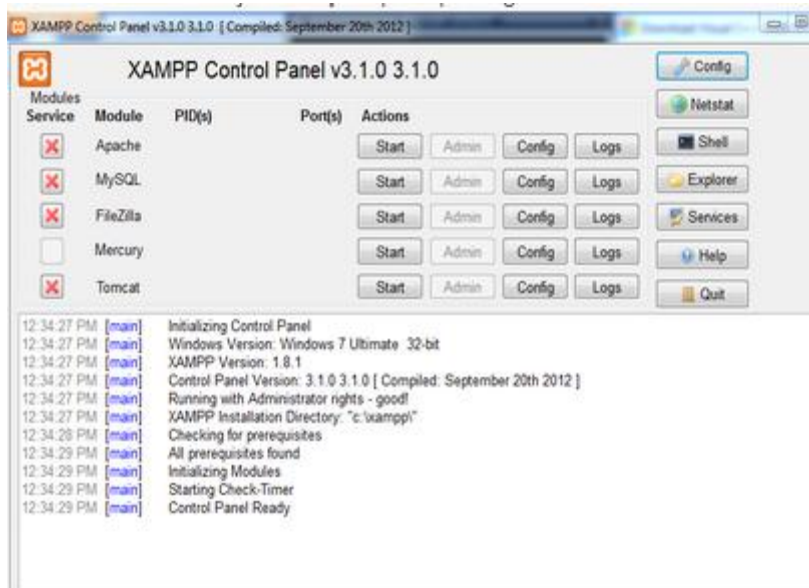 XAMPP Control Panel v3.1.0 3.1.0 [ Compiled: September 20th 2012 ]
XAMPP Control Panel v3.1.0 3.1.0
Config
Netstat
Shell
Explorer
Services
Help
Quit
Modules
Service Module PID(s) Port(s) Actions
Apache Start Admin Config Logs
MySQL Start Admin Config Logs
FileZilla Start Admin Config Logs
Mercury Start Admin Config Logs
Tomcat Start Admin Config Logs
12:34:27 PM [main] Initializing Control Panel
12:34:27 PM [main] Windows Version: Windows 7 Ultimate 32-bit
12:34:27 PM [main] XAMPP Version: 1.8.1
12:34:27 PM [main] Control Panel Version: 3.1.0 3.1.0 [ Compiled: September 20th 2012 ]
12:34:27 PM [main] Running with Administrator rights - good!
12:34:27 PM [main] XAMPP Installation Directory: "c:\xampp\"
12:34:28 PM [main] Checking for prerequisites
12:34:29 PM [main] All prerequisites found
12:34:29 PM [main] Initializing Modules
12:34:29 PM [main] Starting Check-Timer
12:34:29 PM [main] Control Panel Ready